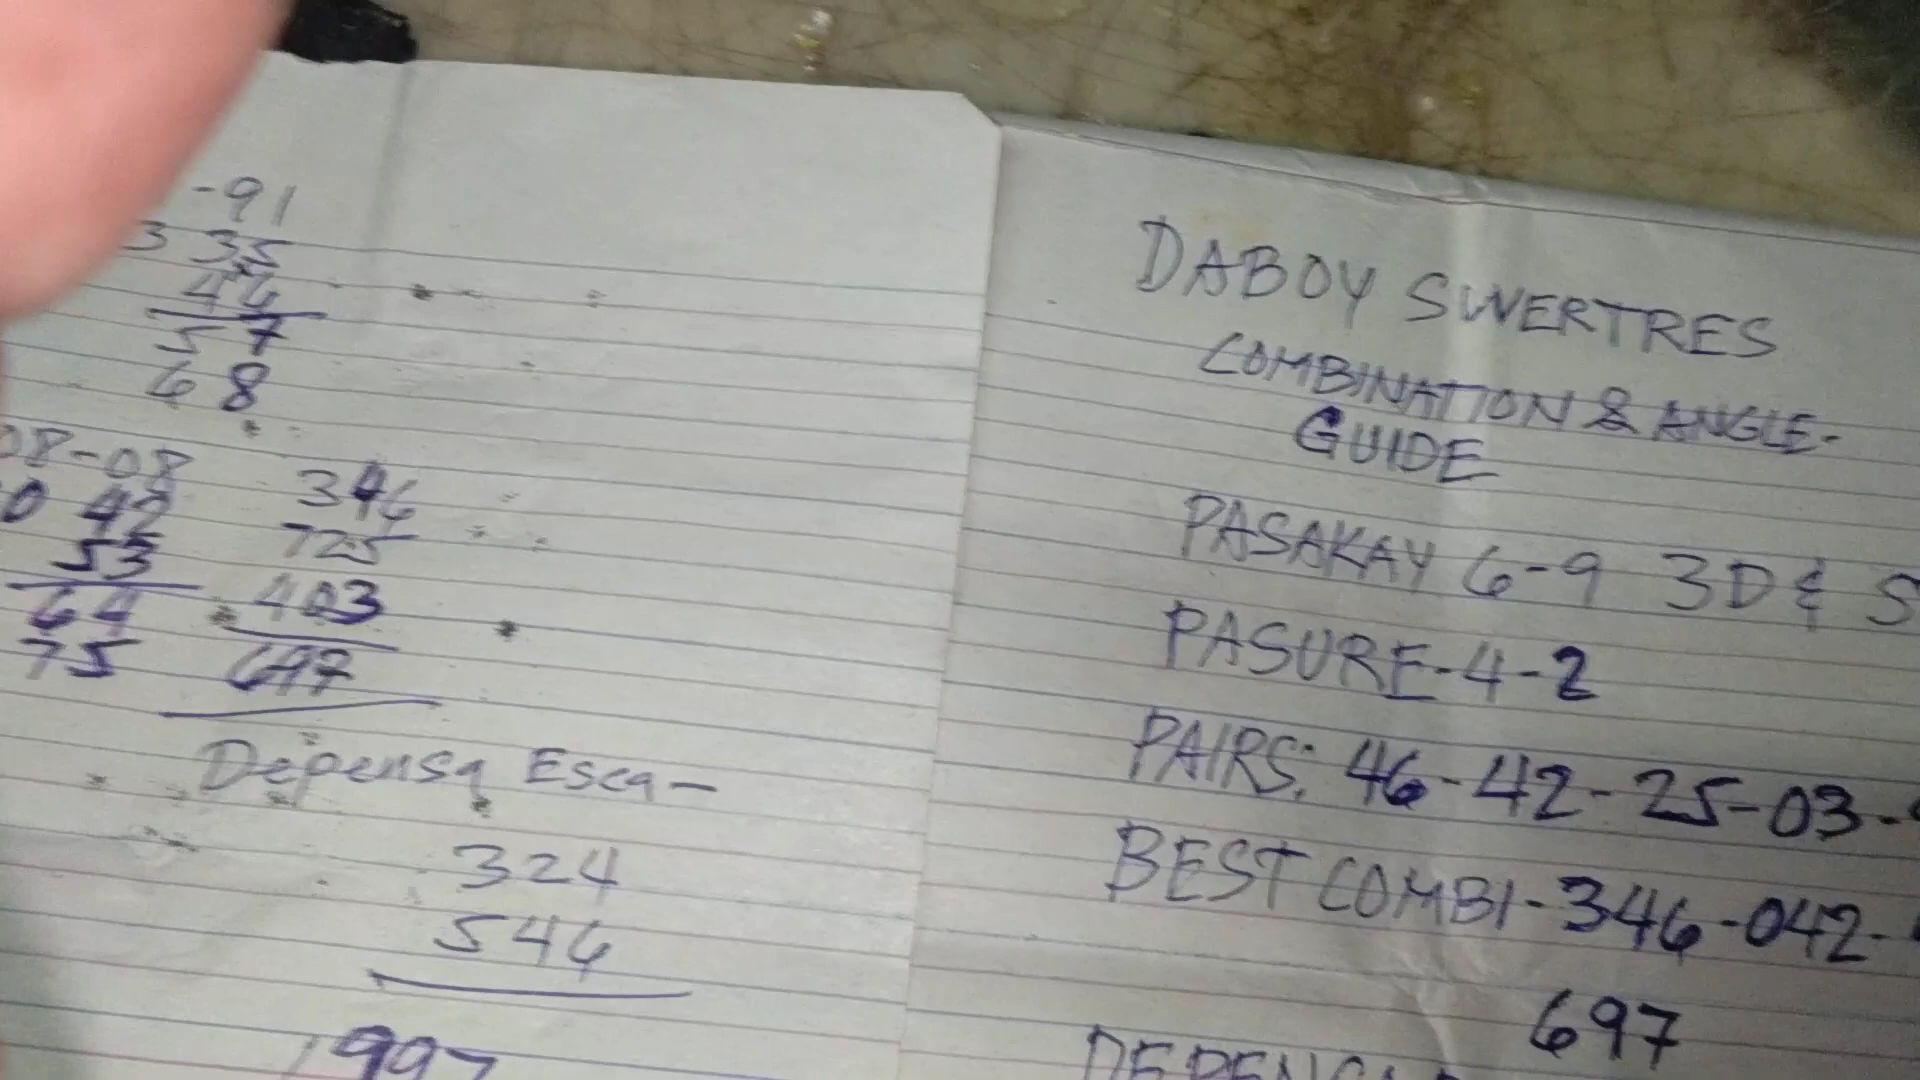 -91
3 35
46
57
68
08-08
0 42
53
64
75
346
725
403
697
Depensa Esca-
324
546
1997
DABOY SWERTRES
COMBINATION & ANGLE-
GUIDE
PASAKAY 6-9 3D & S
PASURE-4-2
PAIRS: 46-42-25-03-
BEST COMBI-346-042-
697